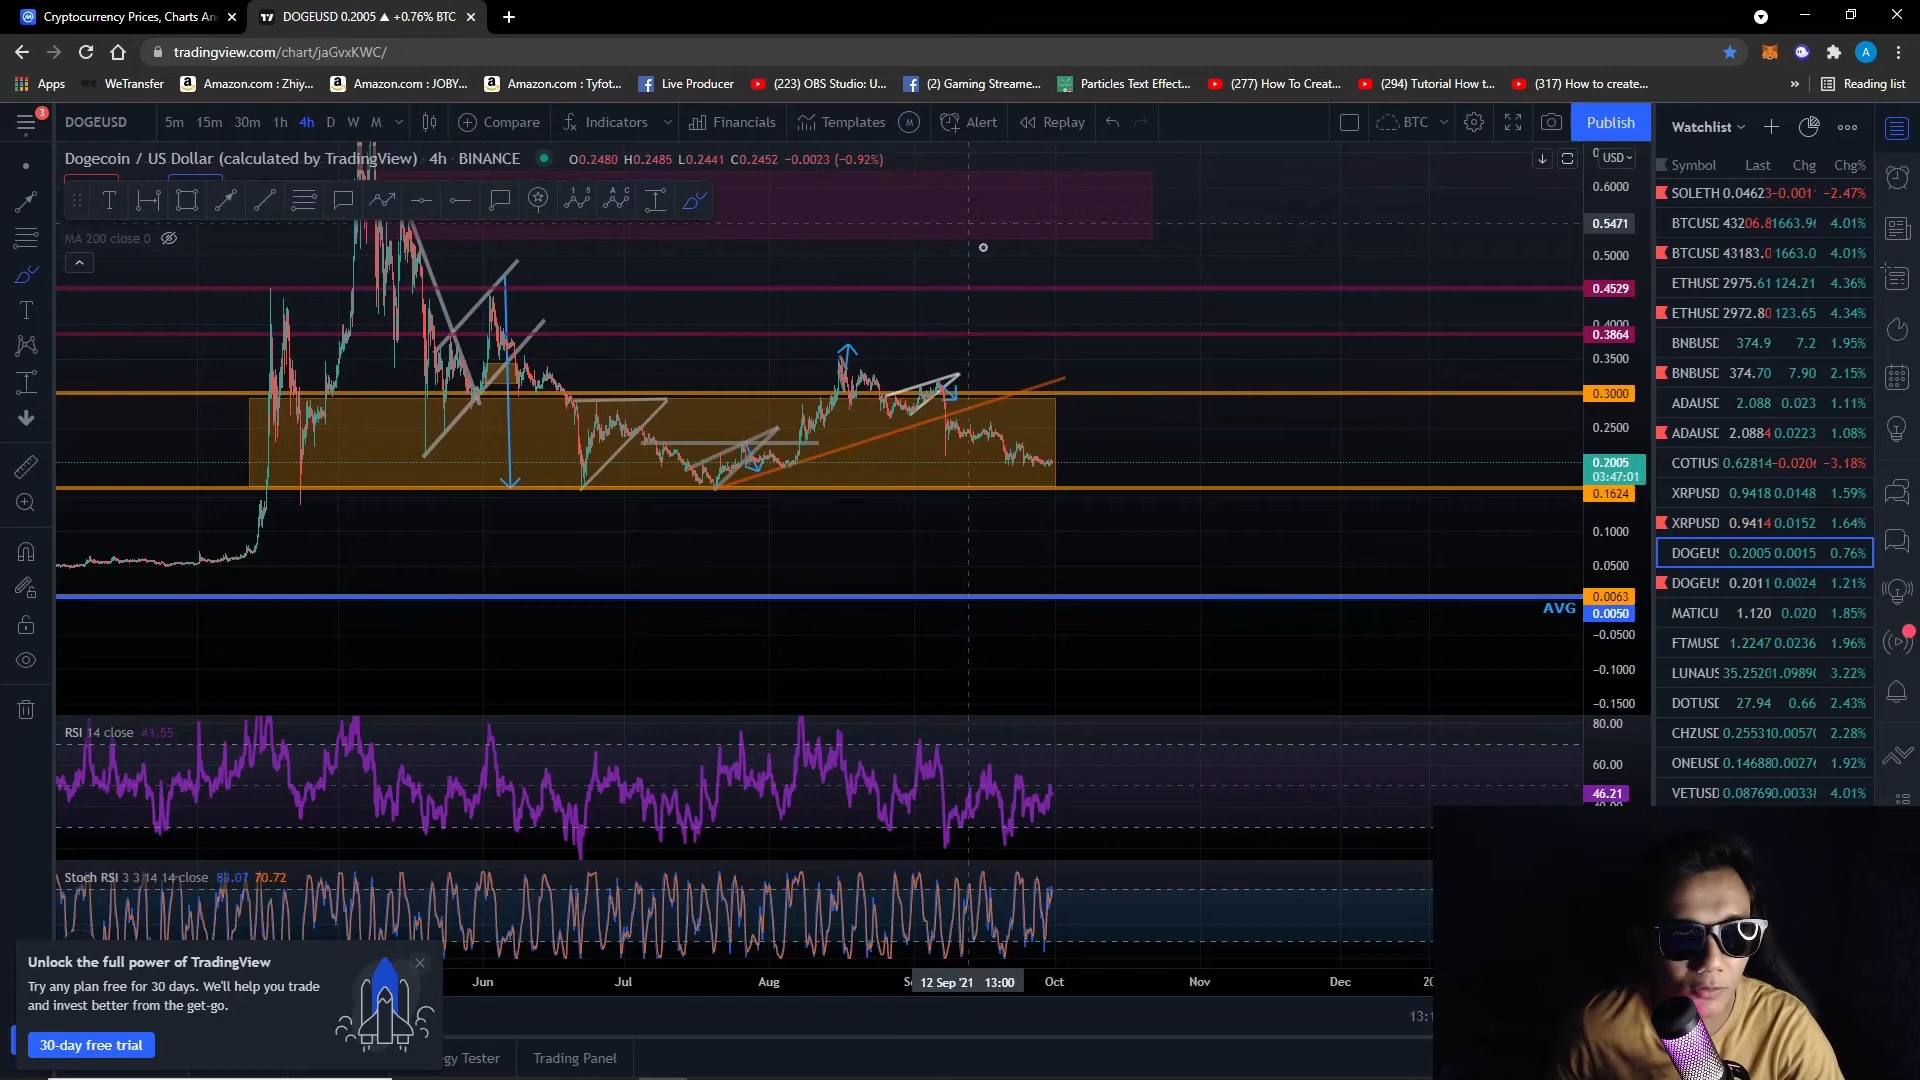 Cryptocurrency Prices, Charts An
DOGEUSD 0.2005 ▲ +0.76% BTC
tradingview.com/chart/jaGvxKWC/
A
Apps
WeTransfer
Amazon.com : Zhiy...
Amazon.com : JOBY...
Amazon.com : Tyfot...
Live Producer
(223) OBS Studio: U...
(2) Gaming Streame...
Particles Text Effect...
(277) How To Creat...
(294) Tutorial How t...
(317) How to create...
»
Reading list
3
DOGEUSD
5m 15m 30m 1h 4h D W M
Compare
Indicators
Financials
Templates
M
Alert
Replay
BTC
Publish
Watchlist
Dogecoin / US Dollar (calculated by TradingView) · 4h · BINANCE
O0.2480 H0.2485 L0.2441 C0.2452 −0.0023 (−0.92%)
USD
MA 200 close 0
0.6000
0.5471
0.5000
0.4529
0.4000
0.3864
0.3500
0.3000
0.2500
0.2005
03:47:01
0.1624
0.1000
0.0500
0.0063
AVG
0.0050
−0.0500
−0.1000
−0.1500
Symbol Last Chg Chg%
SOLETH 0.0462 −2.47%
BTCUSD 1663.96 4.01%
BTCUSD 43183.0 1663.0 4.01%
ETHUSD 2975.61 124.21 4.36%
ETHUSD 2972.80 123.65 4.34%
BNBUSD 374.9 7.2 1.95%
BNBUSD 374.70 7.90 2.15%
ADAUSD 2.088 0.023 1.11%
ADAUSD 2.0884 0.0223 1.08%
COTIUS 0.62814 −0.0206 −3.18%
XRPUSD 0.9418 0.0148 1.59%
XRPUSD 0.9414 0.0152 1.64%
DOGEUS 0.2005 0.0015 0.76%
DOGEUS 0.2011 0.0024 1.21%
MATICU 1.120 0.020 1.85%
FTMUSD 1.2247 0.0236 1.96%
LUNAUS 35.2520 1.0989 3.22%
DOTUSD 27.94 0.66 2.43%
CHZUSD 0.25531 0.0057 2.28%
ONEUSD 0.14688 0.00276 1.92%
VETUSD 0.08769 0.00338 4.01%
RSI 14 close 41.55
80.00
60.00
46.21
Stoch RSI 3 3 14 14 close 83.07 70.72
Jun
Jul
Aug
12 Sep '21 13:00
Oct
Nov
Dec
Unlock the full power of TradingView
Try any plan free for 30 days. We'll help you trade
and invest better from the get-go.
30-day free trial
gy Tester
Trading Panel